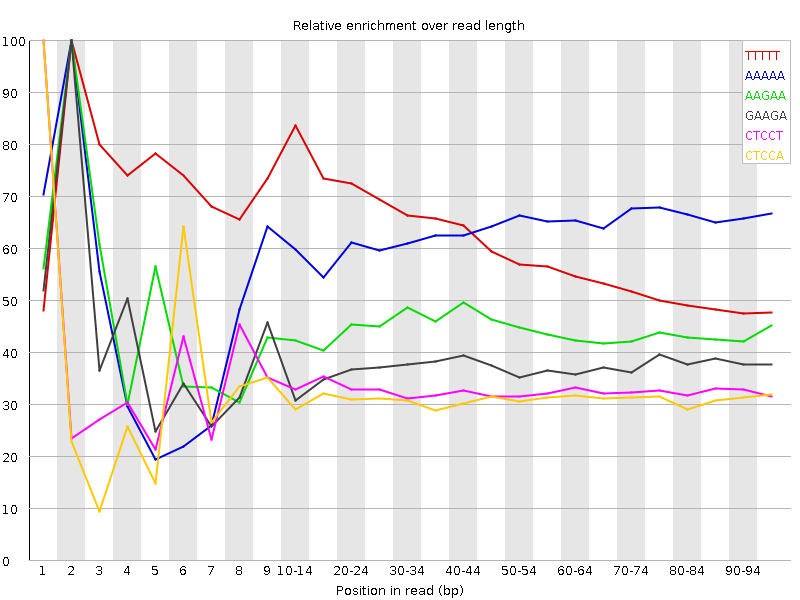 Relative enrichment over read length
100
90
80
70
60
50
40
30
20
10
0
TTTTT
AAAAA
AAGAA
GAAGA
CTCCT
CTCCA
1 2 3 4 5 6 7 8 9 10-14 20-24 30-34 40-44 50-54 60-64 70-74 80-84 90-94
Position in read (bp)